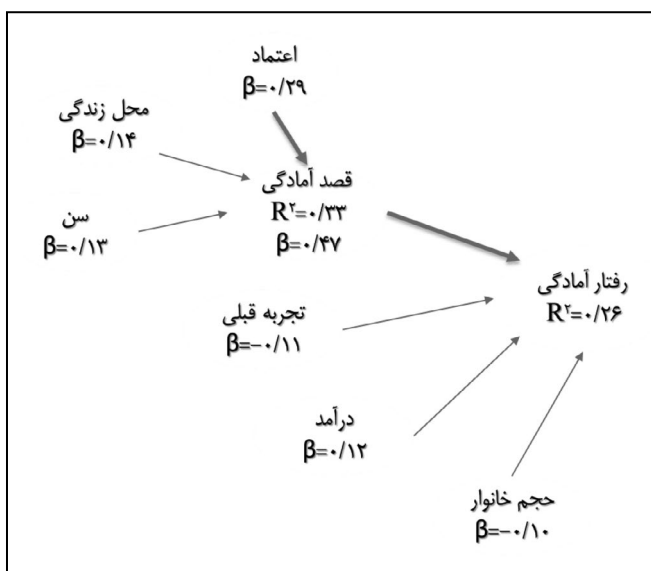 اعتماد
β=۰/۲۹
محل زندگی
β=۰/۱۴
قصد آمادگی
R۲=۰/۳۳
β=۰/۴۷
سن
β=۰/۱۳
رفتار آمادگی
R۲=۰/۲۶
تجربه قبلی
β=−۰/۱۱
درآمد
β=۰/۱۲
حجم خانوار
β=−۰/۱۰